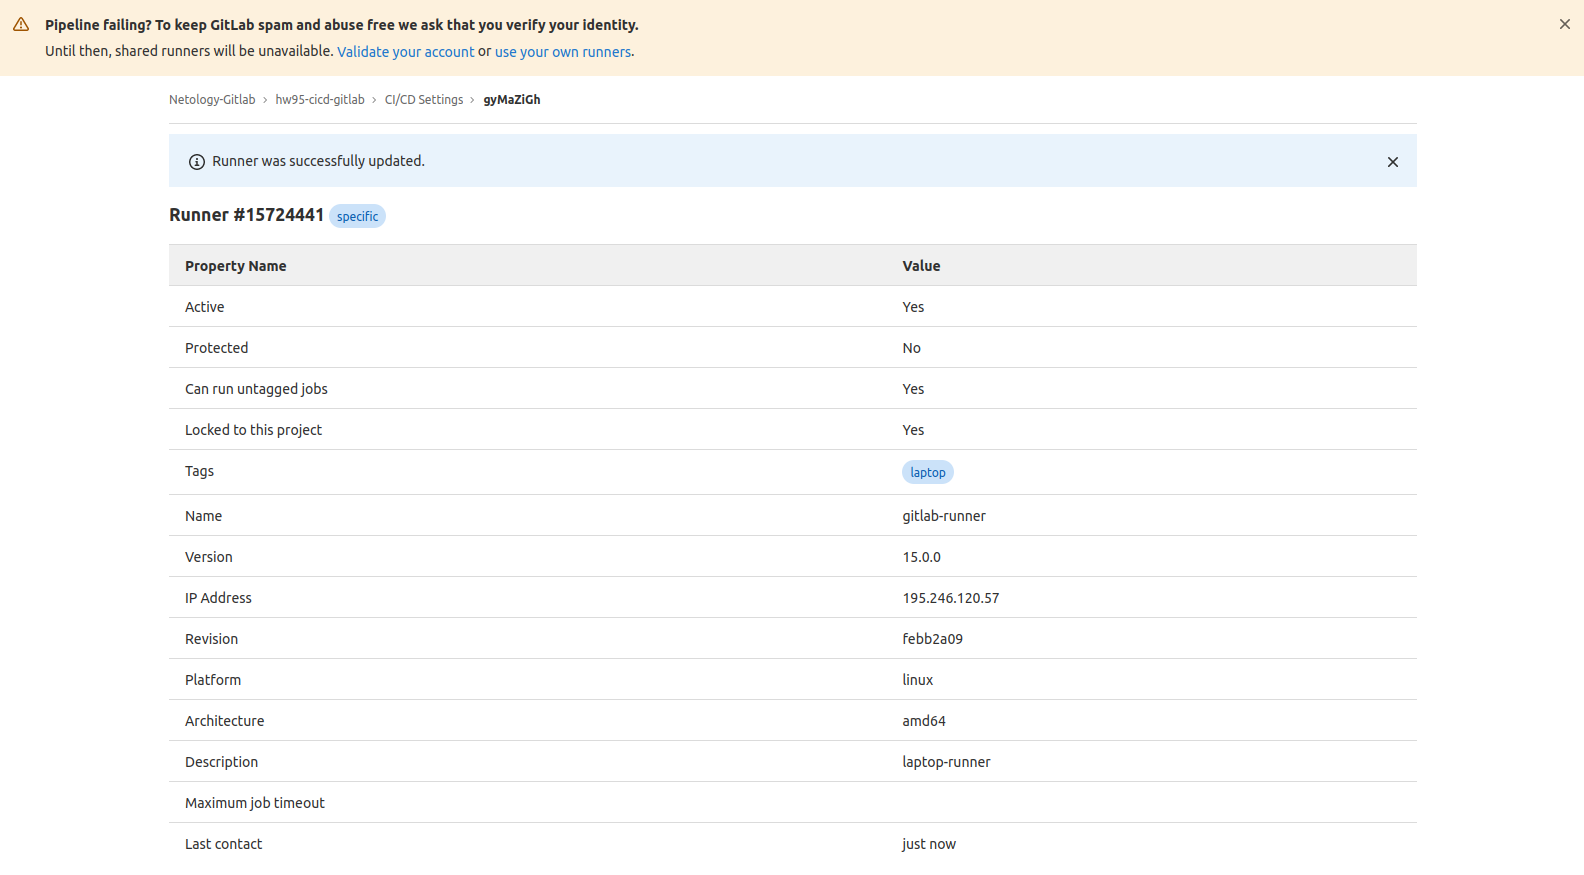 Pipeline failing? To keep GitLab spam and abuse free we ask that you verify your identity.
Until then, shared runners will be unavailable. Validate your account or use your own runners.
Netology-Gitlab › hw95-cicd-gitlab › CI/CD Settings › gyMaZiGh
Runner was successfully updated.
Runner #15724441 specific
Property Name Value
Active Yes
Protected No
Can run untagged jobs Yes
Locked to this project Yes
Tags laptop
Name gitlab-runner
Version 15.0.0
IP Address 195.246.120.57
Revision febb2a09
Platform linux
Architecture amd64
Description laptop-runner
Maximum job timeout
Last contact just now